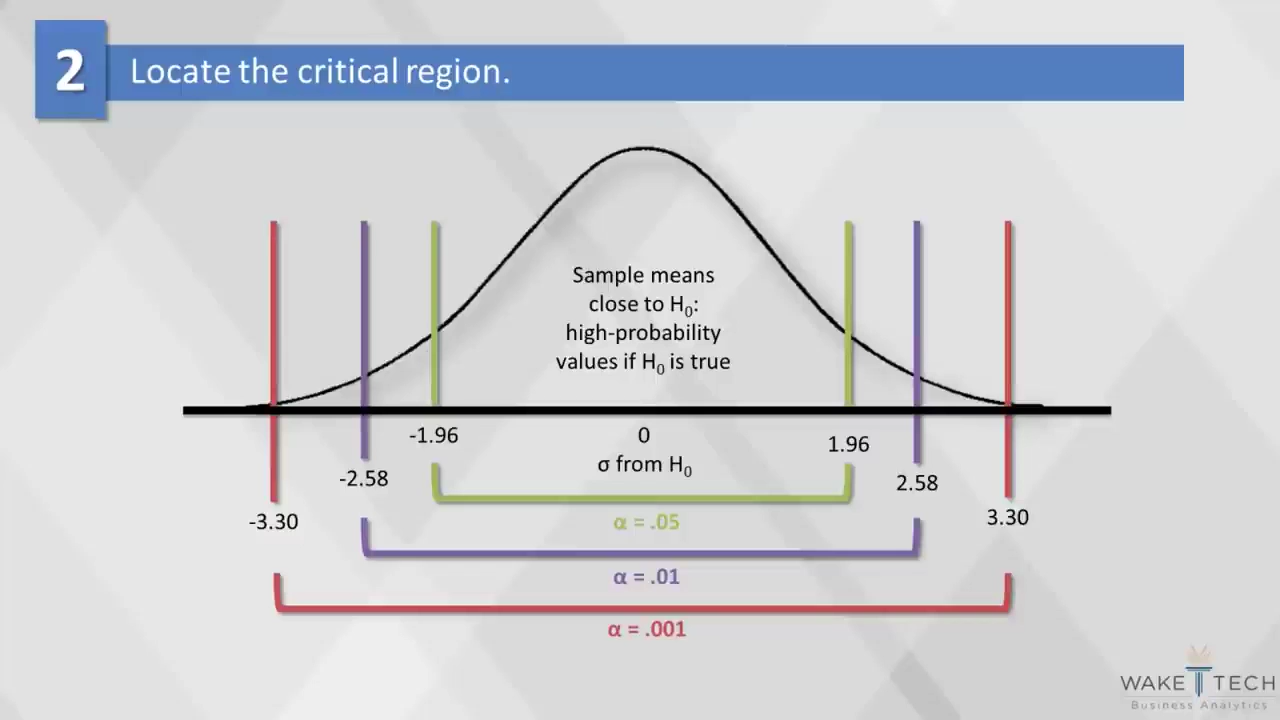 2
Locate the critical region.
Sample means
close to H₀:
high-probability
values if H₀ is true
-1.96
0
1.96
σ from H₀
-2.58
2.58
-3.30
3.30
α = .05
α = .01
α = .001
WAKE TECH
Business Analytics